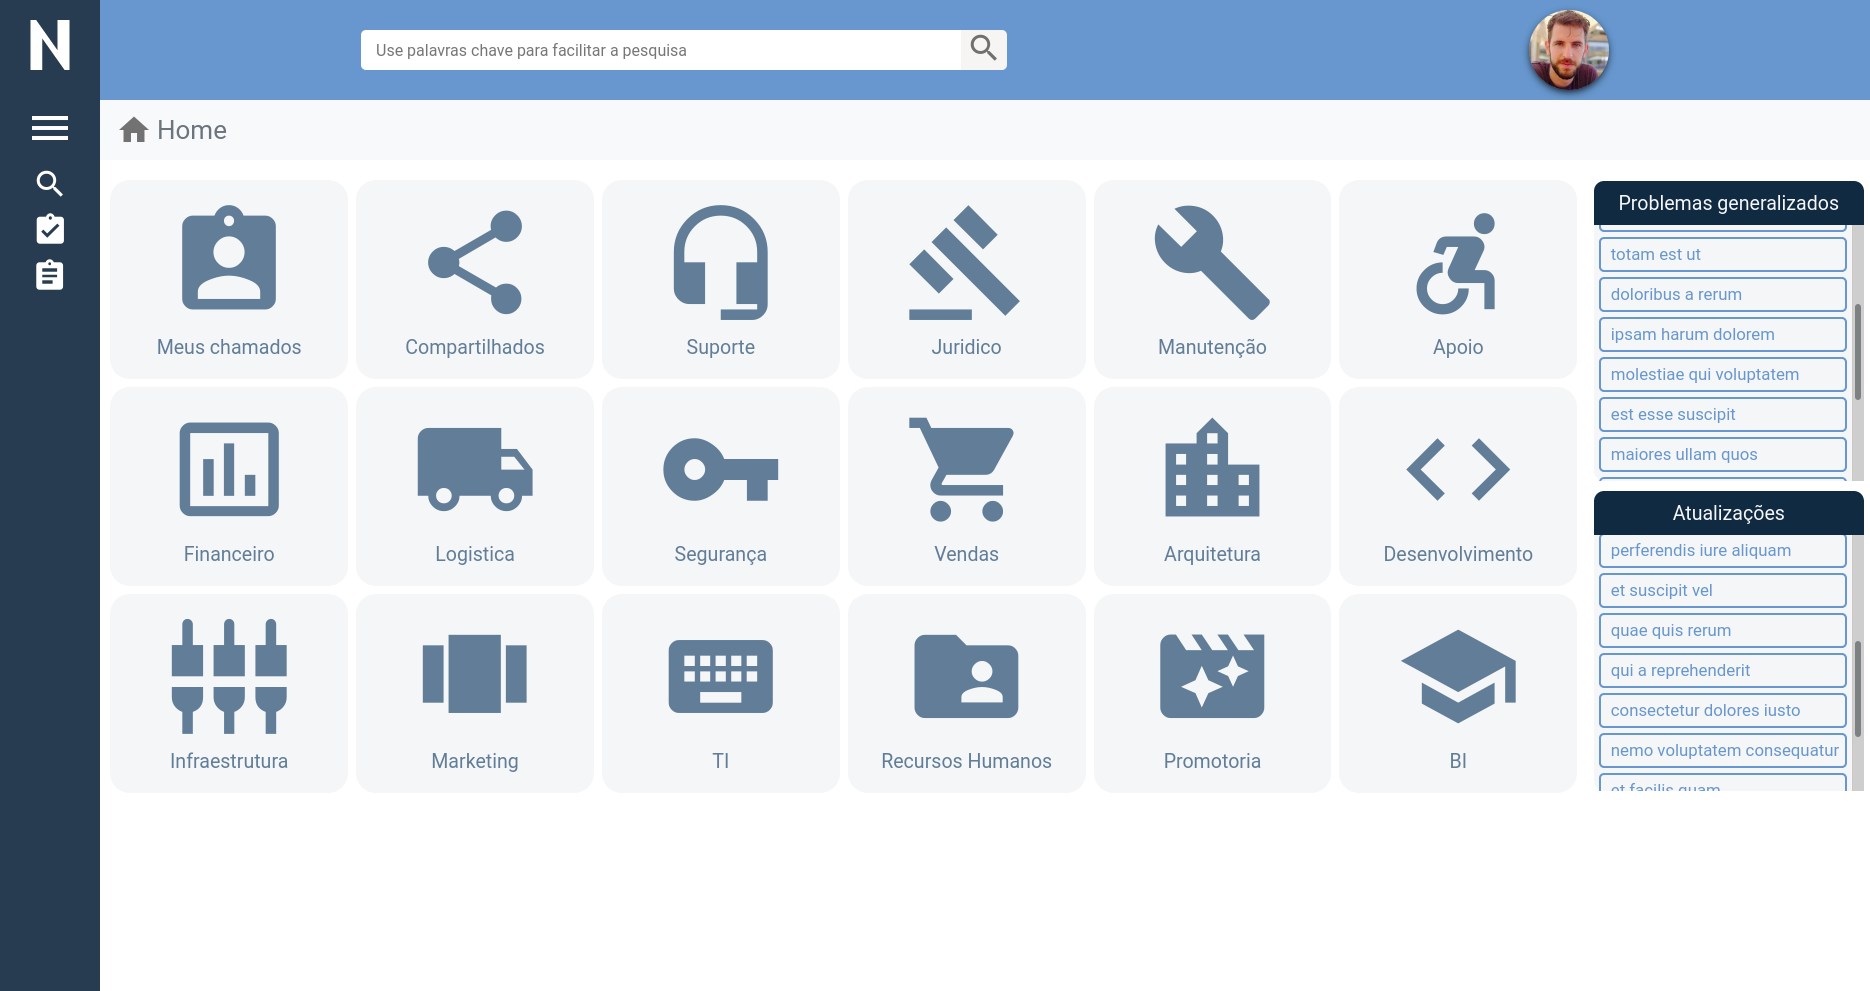 N
Use palavras chave para facilitar a pesquisa
Home
Meus chamados
Compartilhados
Suporte
Juridico
Manutenção
Apoio
Financeiro
Logistica
Segurança
Vendas
Arquitetura
Desenvolvimento
Infraestrutura
Marketing
TI
Recursos Humanos
Promotoria
BI
Problemas generalizados
totam est ut
doloribus a rerum
ipsam harum dolorem
molestiae qui voluptatem
est esse suscipit
maiores ullam quos
Atualizações
perferendis iure aliquam
et suscipit vel
quae quis rerum
qui a reprehenderit
consectetur dolores iusto
nemo voluptatem consequatur
et facilis quam